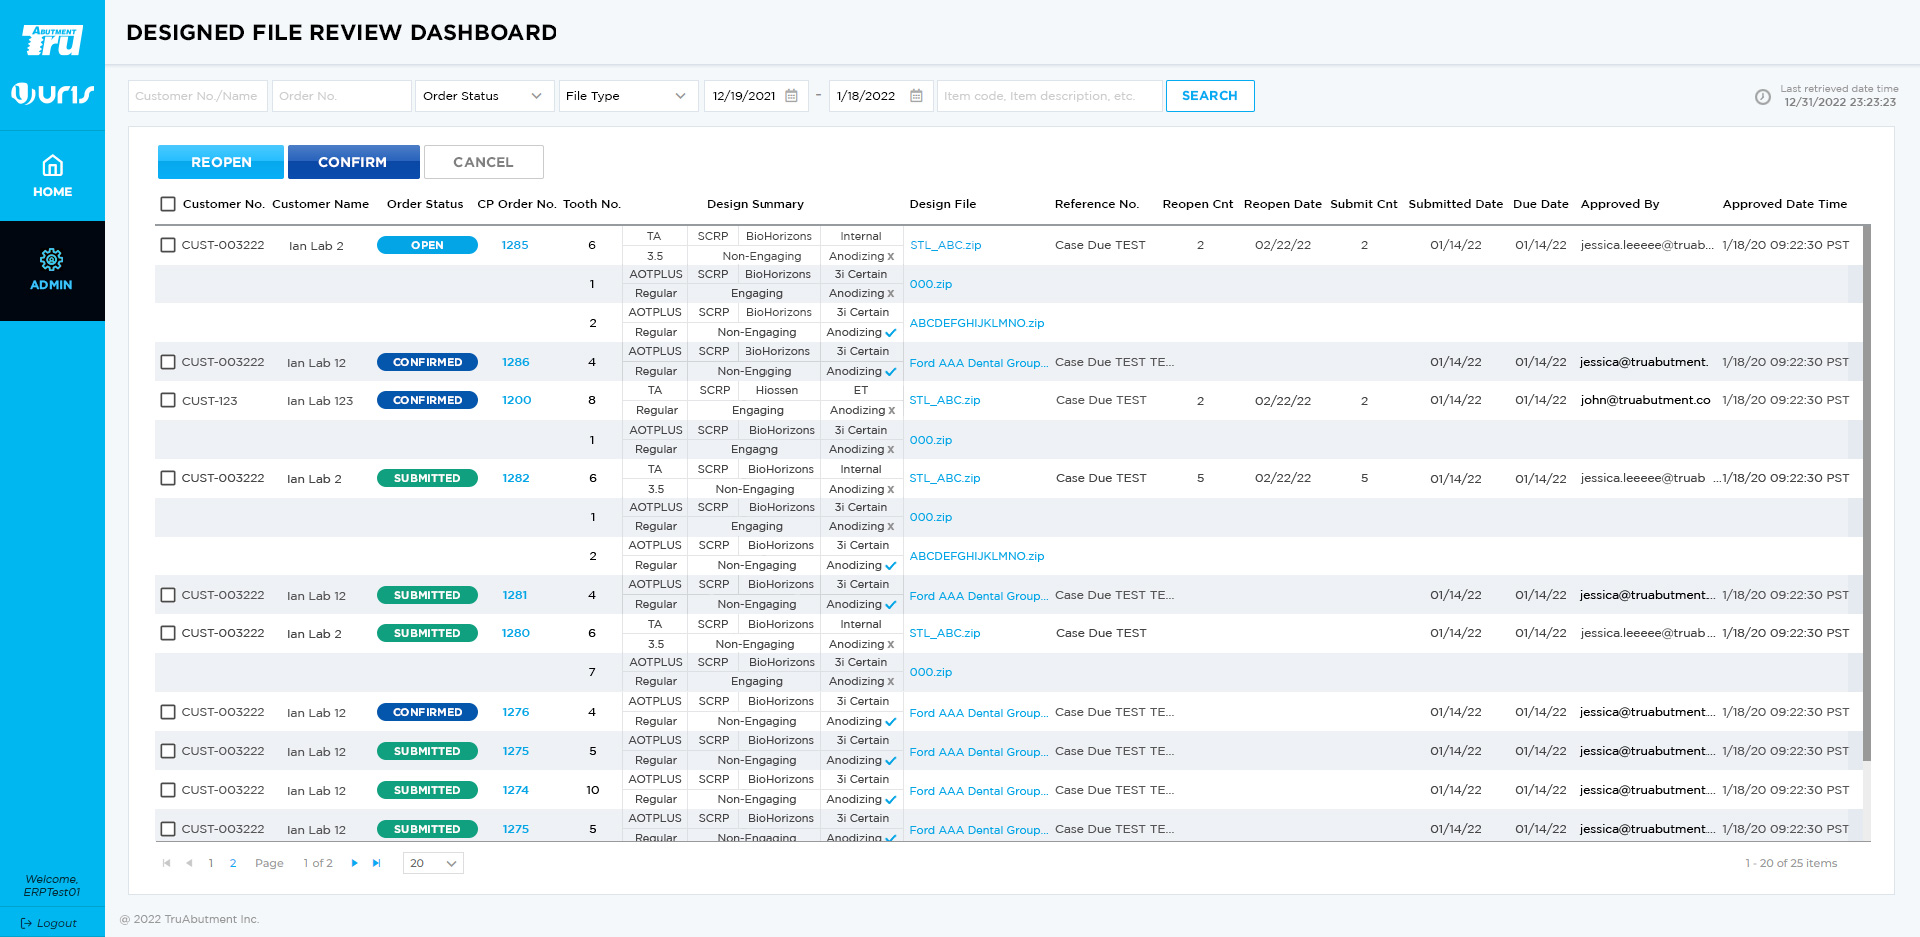 ABUTMENT
Tru
uris
DESIGNED FILE REVIEW DASHBOARD
Customer No./Name Order No. Order Status File Type 12/19/2021 - 1/18/2022 Item code, Item description, etc. SEARCH
Last retrieved date time
12/31/2022 23:23:23
HOME
ADMIN
REOPEN CONFIRM CANCEL
Customer No. Customer Name Order Status CP Order No. Tooth No. Design Summary Design File Reference No. Reopen Cnt Reopen Date Submit Cnt Submitted Date Due Date Approved By Approved Date Time
TA SCRP BioHorizons Internal
CUST-003222 Ian Lab 2 OPEN 1285 6 STL_ABC.zip Case Due TEST 2 02/22/22 2 01/14/22 01/14/22 jessica.leeeee@truab... 1/18/20 09:22:30 PST
3.5 Non-Engaging Anodizing x
AOTPLUS SCRP BioHorizons 3i Certain
1 000.zip
Regular Engaging Anodizing x
AOTPLUS SCRP BioHorizons 3i Certain
2 ABCDEFGHIJKLMNO.zip
Regular Non-Engaging Anodizing ✓
AOTPLUS SCRP BioHorizons 3i Certain
CUST-003222 Ian Lab 12 CONFIRMED 1286 4 Ford AAA Dental Group... Case Due TEST TE... 01/14/22 01/14/22 jessica@truabutment. 1/18/20 09:22:30 PST
Regular Non-Engging Anodizing ✓
TA SCRP Hiossen ET
CUST-123 Ian Lab 123 CONFIRMED 1200 8 STL_ABC.zip Case Due TEST 2 02/22/22 2 01/14/22 01/14/22 john@truabutment.co 1/18/20 09:22:30 PST
Regular Engaging Anodizing x
AOTPLUS SCRP BioHorizons 3i Certain
1 000.zip
Regular Engagng Anodizing x
TA SCRP BioHorizons Internal
CUST-003222 Ian Lab 2 SUBMITTED 1282 6 STL_ABC.zip Case Due TEST 5 02/22/22 5 01/14/22 01/14/22 jessica.leeeee@truab ...1/18/20 09:22:30 PST
3.5 Non-Engaging Anodizing x
AOTPLUS SCRP BioHorizons 3i Certain
1 000.zip
Regular Engaging Anodizing x
AOTPLUS SCRP BioHorizons 3i Certain
2 ABCDEFGHIJKLMNO.zip
Regular Non-Engaging Anodizing ✓
AOTPLUS SCRP BioHorizons 3i Certain
CUST-003222 Ian Lab 12 SUBMITTED 1281 4 Ford AAA Dental Group... Case Due TEST TE... 01/14/22 01/14/22 jessica@truabutment... 1/18/20 09:22:30 PST
Regular Non-Engaging Anodizing ✓
TA SCRP BioHorizons Internal
CUST-003222 Ian Lab 2 SUBMITTED 1280 6 STL_ABC.zip Case Due TEST 01/14/22 01/14/22 jessica.leeeee@truab... 1/18/20 09:22:30 PST
3.5 Non-Engaging Anodizing x
AOTPLUS SCRP BioHorizons 3i Certain
7 000.zip
Regular Engaging Anodizing x
AOTPLUS SCRP BioHorizons 3i Certain
CUST-003222 Ian Lab 12 CONFIRMED 1276 4 Ford AAA Dental Group... Case Due TEST TE... 01/14/22 01/14/22 jessica@truabutment... 1/18/20 09:22:30 PST
Regular Non-Engaging Anodizing ✓
AOTPLUS SCRP BioHorizons 3i Certain
CUST-003222 Ian Lab 12 SUBMITTED 1275 5 Ford AAA Dental Group... Case Due TEST TE... 01/14/22 01/14/22 jessica@truabutment... 1/18/20 09:22:30 PST
Regular Non-Engaging Anodizing ✓
AOTPLUS SCRP BioHorizons 3i Certain
CUST-003222 Ian Lab 12 SUBMITTED 1274 10 Ford AAA Dental Group... Case Due TEST TE... 01/14/22 01/14/22 jessica@truabutment... 1/18/20 09:22:30 PST
Regular Non-Engaging Anodizing ✓
AOTPLUS SCRP BioHorizons 3i Certain
CUST-003222 Ian Lab 12 SUBMITTED 1275 5 Ford AAA Dental Group... Case Due TEST TE... 01/14/22 01/14/22 jessica@truabutment... 1/18/20 09:22:30 PST
Regular Non-Engaging Anodizing ✓
1 2 Page 1 of 2 20 1 - 20 of 25 items
Welcome,
ERPTest01
Logout
@ 2022 TruAbutment Inc.